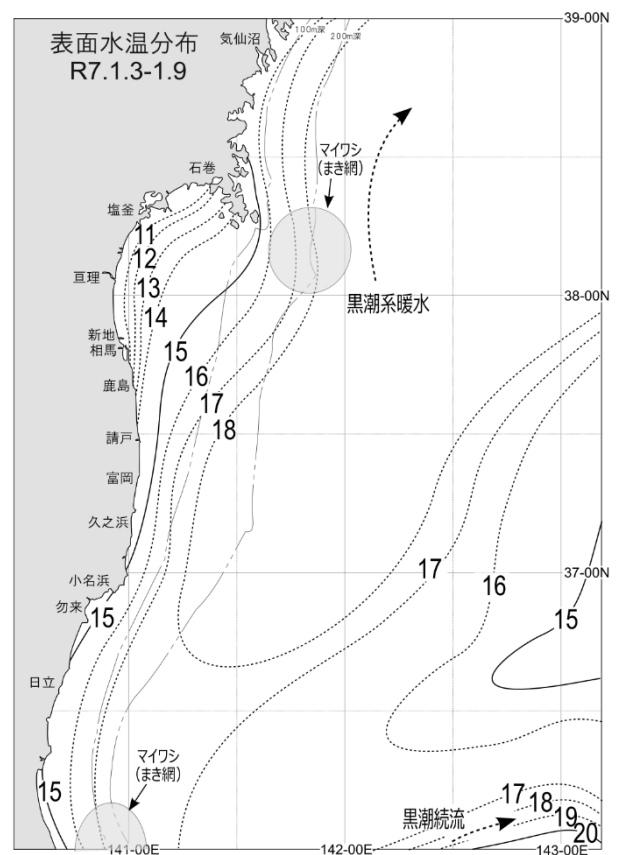 表面水温分布
R7.1.3-1.9
気仙沼
100m深
200m深
39-00N
石巻
マイワシ
(まき網)
塩釜
11
12
亘理
13
黒潮系暖水
38-00N
14
新地
相馬
15
鹿島
16
17
18
請戸
富岡
久之浜
小名浜
勿来
15
17
16
37-00N
15
日立
マイワシ
(まき網)
15
黒潮続流
17
18
19
20
141-00E
142-00E
143-00E